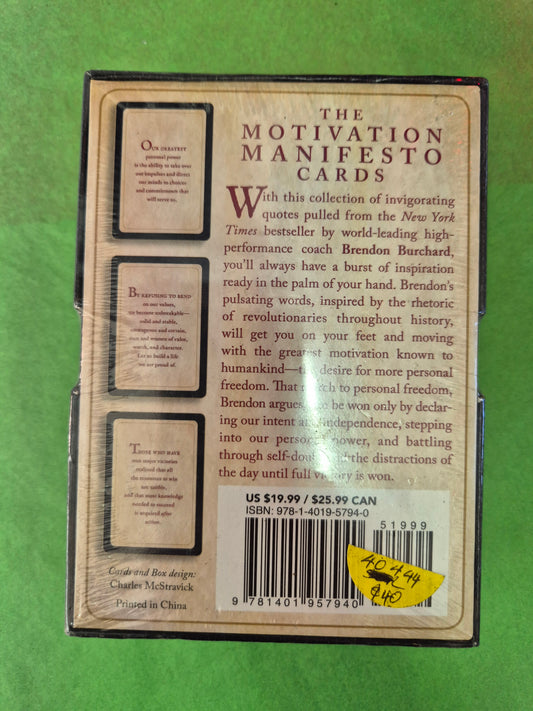 THE
MOTIVATION
MANIFESTO
CARDS
With this collection of invigorating
quotes pulled from the New York
Times bestseller by world-leading high-
performance coach Brendon Burchard,
you'll always have a burst of inspiration
ready in the palm of your hand. Brendon's
pulsating words, inspired by the rhetoric
of revolutionaries throughout history,
will get you on your feet and moving
with the greatest motivation known to
humankind—the desire for more personal
freedom. That march to personal freedom,
Brendon argues, to be won only by declar-
ing our intent and independence, stepping
into our personal power, and battling
through self-doubt and the distractions of
the day until full victory is won.
OUR GREATEST
personal power
is the ability to take over
our impulses and direct
our minds to choices
and commitments that
will serve us.
BY REFUSING TO BEND
on our values,
we become unbreakable—
solid and stable,
courageous and certain,
men and women of value,
worth, and character.
Let us build a life
we are proud of.
THOSE WHO HAVE
won major victories
realized that all
the resources to win
not visible,
and that most knowledge
needed to succeed
is acquired after
action.
Cards and Box design:
Charles McStravick
Printed in China
US $19.99 / $25.99 CAN
ISBN: 978-1-4019-5794-0
51999
9 781401 957940
40 444
₵40